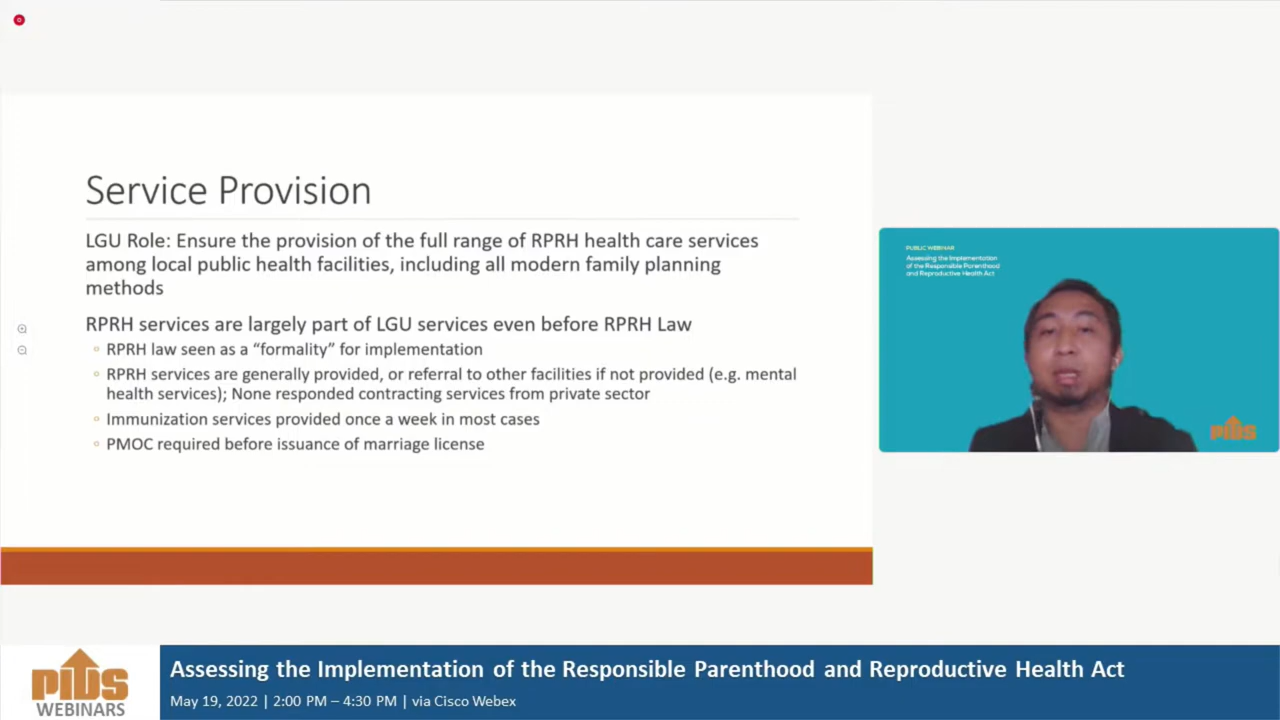 Service Provision
LGU Role: Ensure the provision of the full range of RPRH health care services
among local public health facilities, including all modern family planning
methods
RPRH services are largely part of LGU services even before RPRH Law
RPRH law seen as a “formality” for implementation
RPRH services are generally provided, or referral to other facilities if not provided (e.g. mental
health services); None responded contracting services from private sector
Immunization services provided once a week in most cases
PMOC required before issuance of marriage license
PUBLIC WEBINAR
Assessing the Implementation
of the Responsible Parenthood
and Reproductive Health Act
PIDS
PIDS
WEBINARS
Assessing the Implementation of the Responsible Parenthood and Reproductive Health Act
May 19, 2022 | 2:00 PM – 4:30 PM | via Cisco Webex